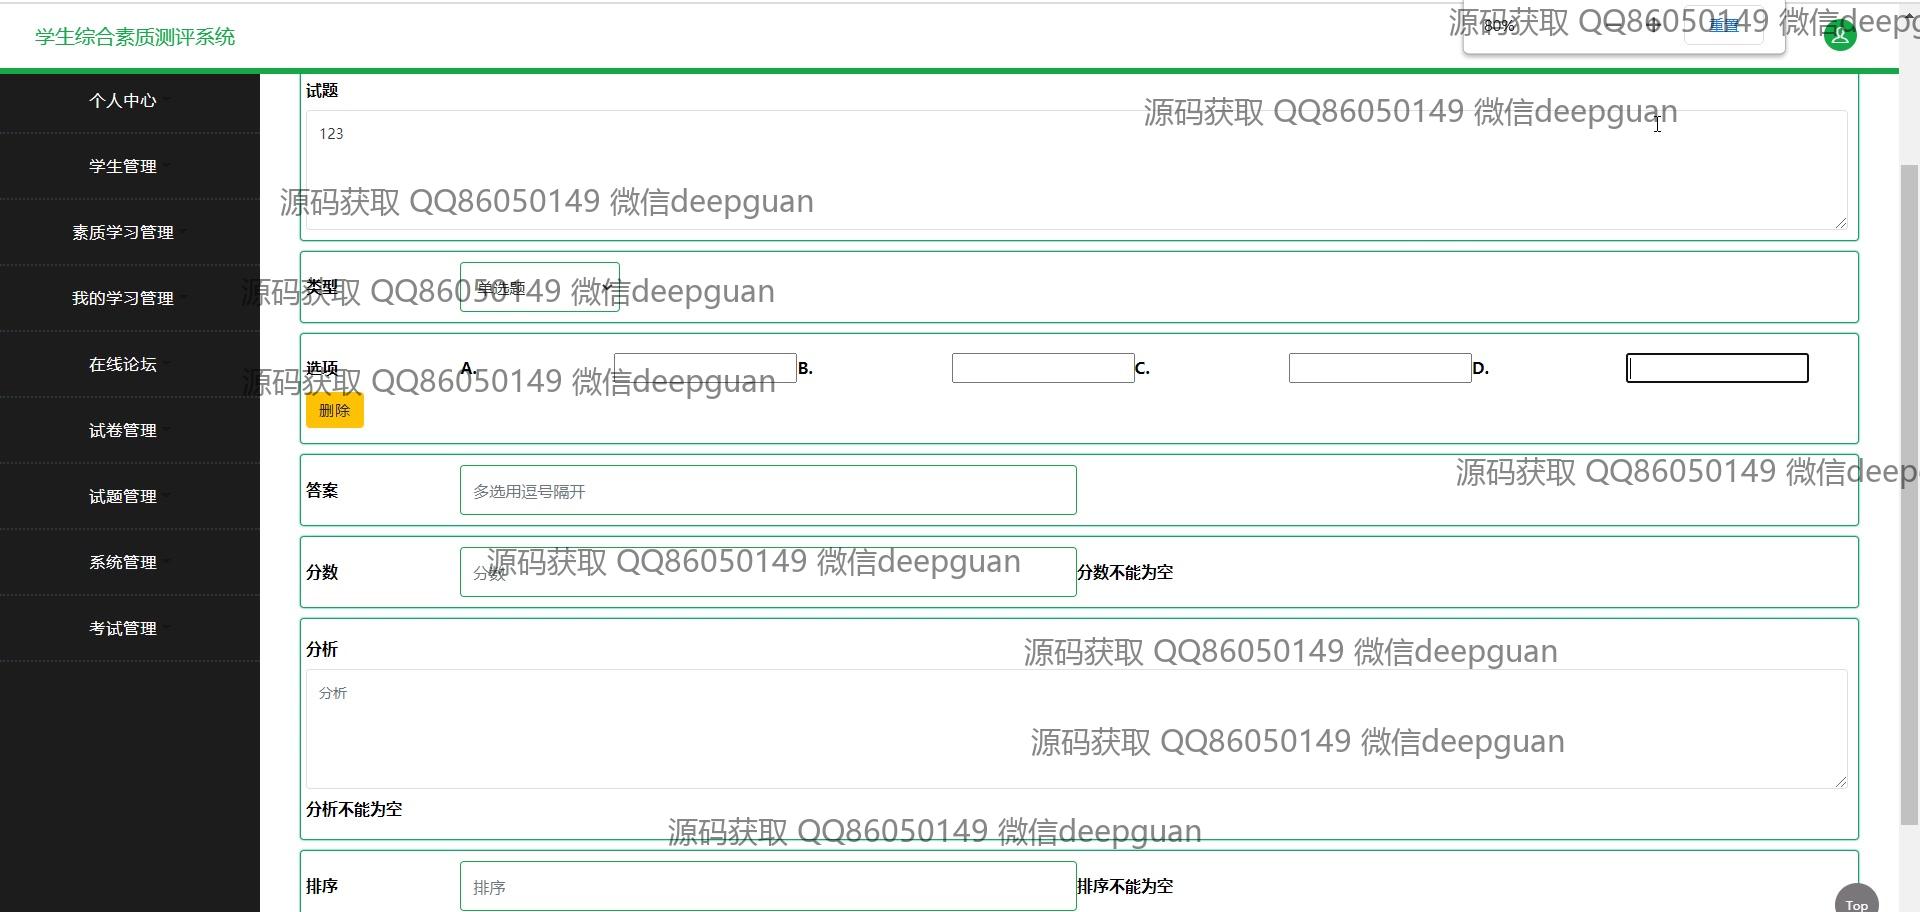 学生综合素质测评系统
80%
重置
源码获取 QQ86050149 微信deepg
个人中心
学生管理
素质学习管理
我的学习管理
在线论坛
试卷管理
试题管理
系统管理
考试管理
试题
源码获取 QQ86050149 微信deepguan
123
源码获取 QQ86050149 微信deepguan
类型
单选题
源码获取 QQ86050149 微信deepguan
选项
A.
B.
C.
D.
源码获取 QQ86050149 微信deepguan
删除
源码获取 QQ86050149 微信deep
答案
多选用逗号隔开
源码获取 QQ86050149 微信deepguan
分数
分数
分数不能为空
分析
源码获取 QQ86050149 微信deepguan
分析
源码获取 QQ86050149 微信deepguan
分析不能为空
源码获取 QQ86050149 微信deepguan
排序
排序
排序不能为空
Top